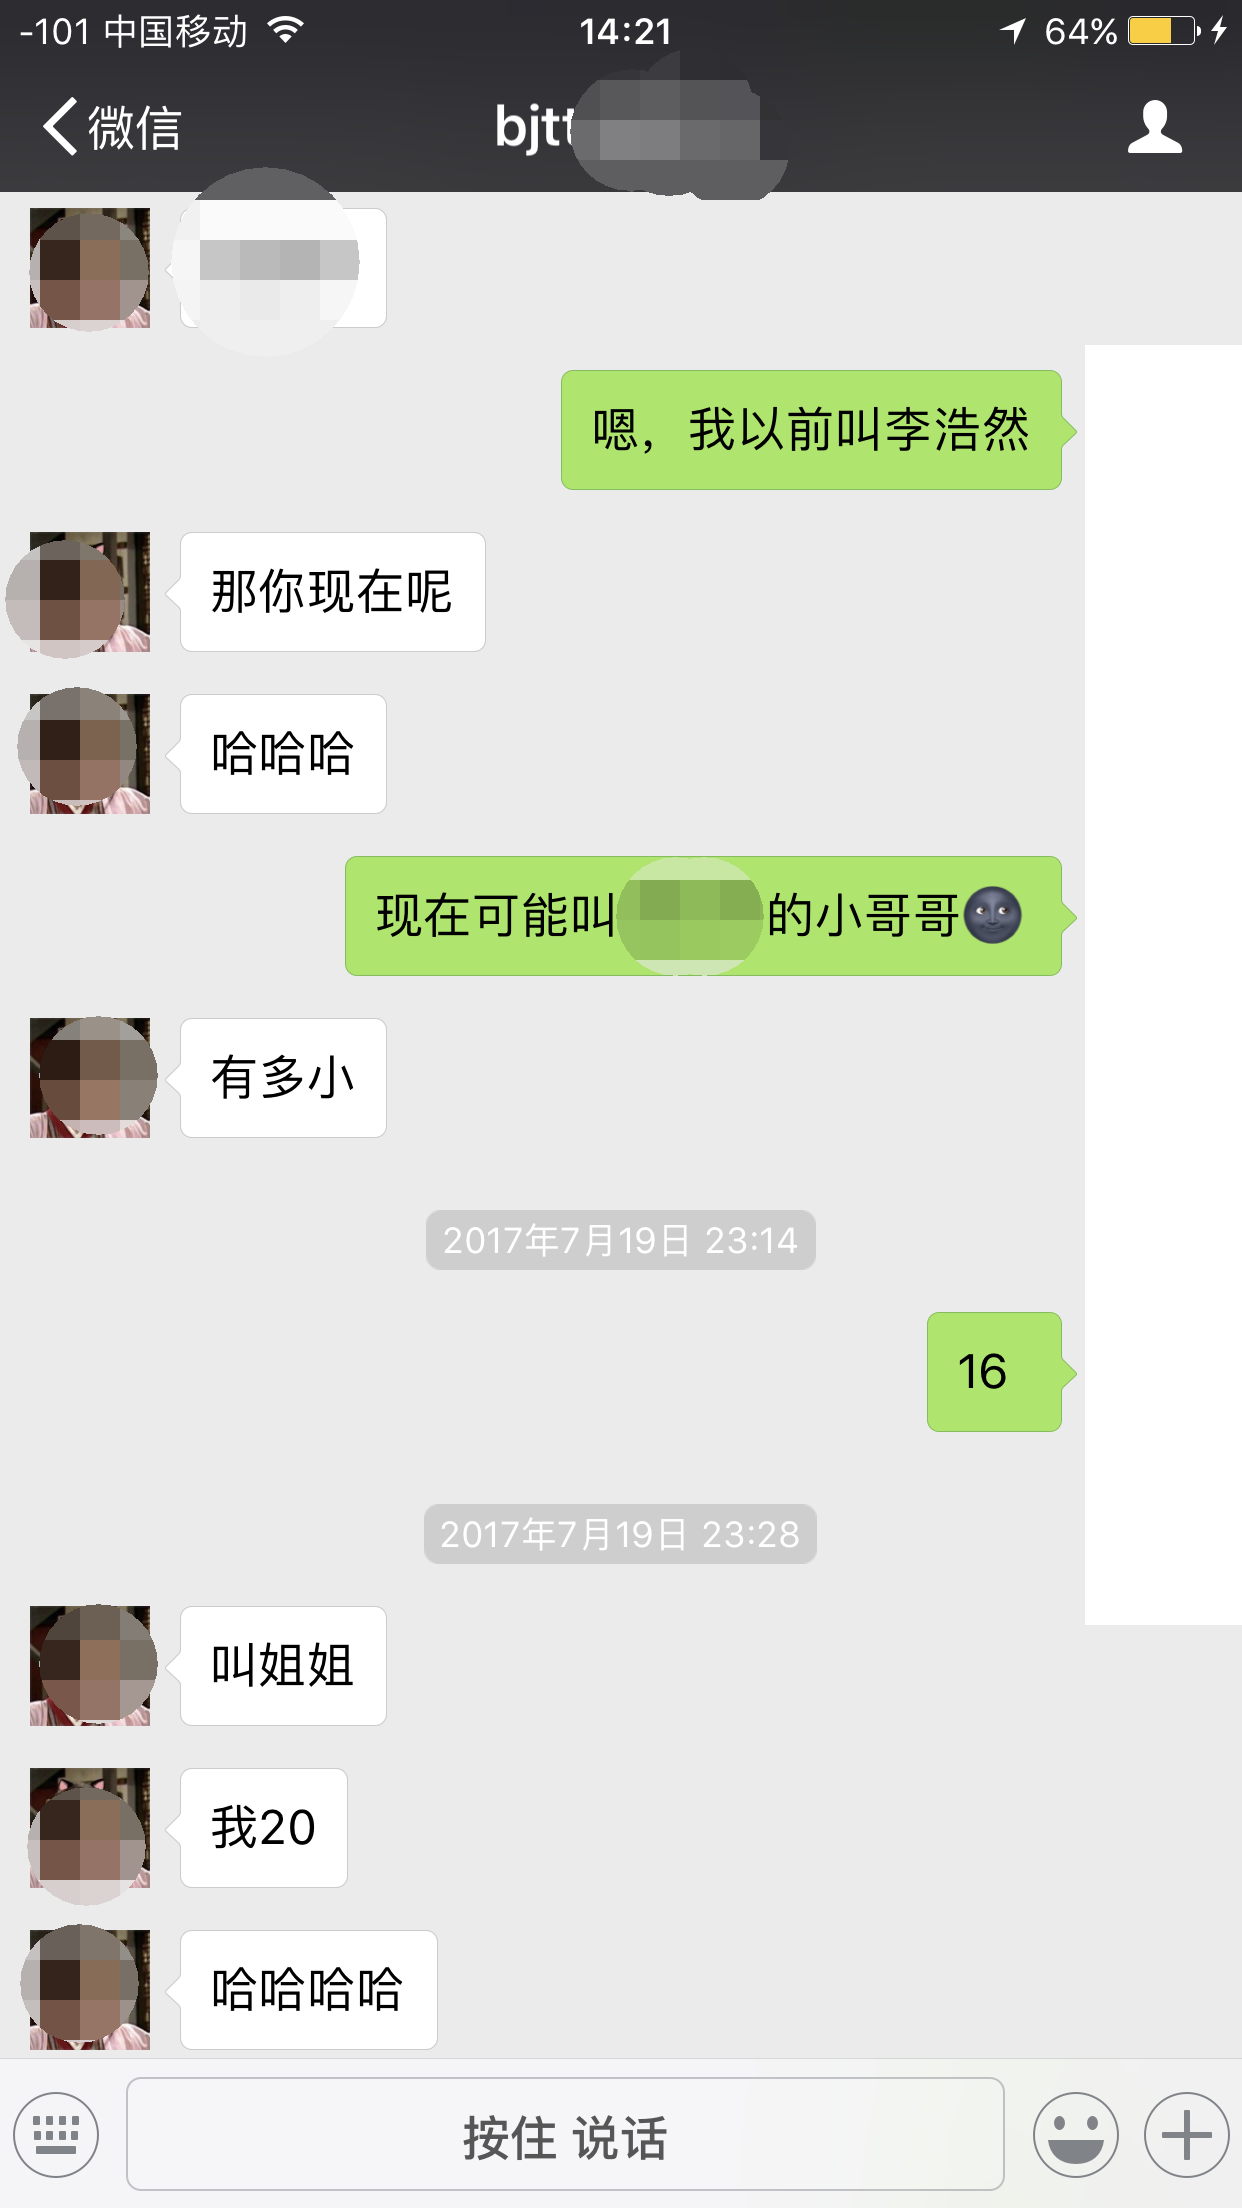 -101 中国移动 14:21 64%
微信 bjtt
嗯，我以前叫李浩然
那你现在呢
哈哈哈
现在可能叫 的小哥哥🌚
有多小
2017年7月19日 23:14
16
2017年7月19日 23:28
叫姐姐
我20
哈哈哈哈
按住 说话